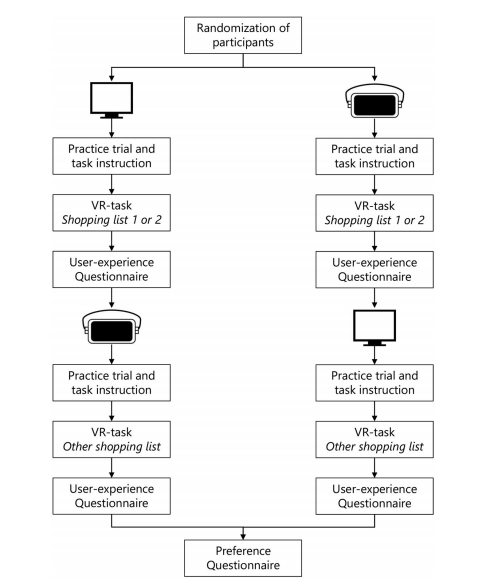 Randomization of
participants
Practice trial and
task instruction
VR-task
Shopping list 1 or 2
User-experience
Questionnaire
Practice trial and
task instruction
VR-task
Other shopping list
User-experience
Questionnaire
Practice trial and
task instruction
VR-task
Shopping list 1 or 2
User-experience
Questionnaire
Practice trial and
task instruction
VR-task
Other shopping list
User-experience
Questionnaire
Preference
Questionnaire